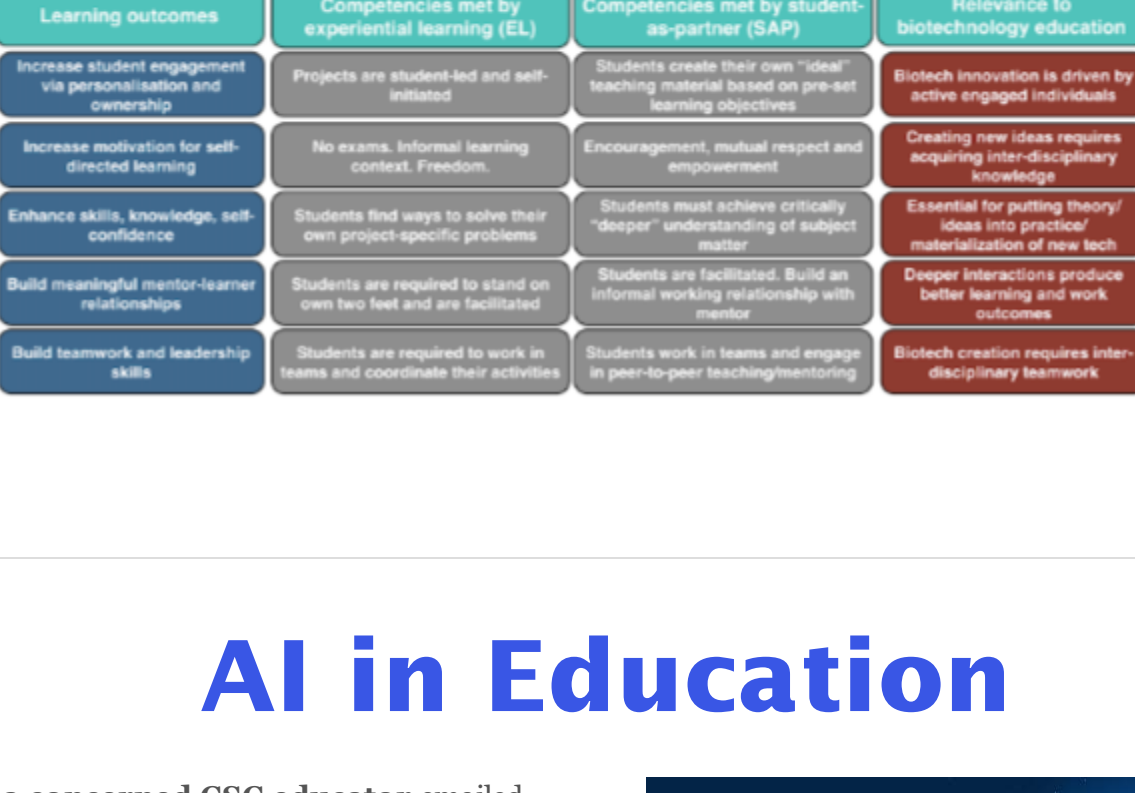 Learning outcomes
Competencies met by
experiential learning (EL)
Competencies met by student-
as-partner (SAP)
Relevance to
biotechnology education
Increase student engagement
via personalisation and
ownership
Projects are student-led and self-
initiated
Students create their own “ideal”
teaching material based on pre-set
learning objectives
Biotech innovation is driven by
active engaged individuals
Increase motivation for self-
directed learning
No exams. Informal learning
context. Freedom.
Encouragement, mutual respect and
empowerment
Creating new ideas requires
acquiring inter-disciplinary
knowledge
Enhance skills, knowledge, self-
confidence
Students find ways to solve their
own project-specific problems
Students must achieve critically
“deeper” understanding of subject
matter
Essential for putting theory/
ideas into practice/
materialization of new tech
Build meaningful mentor-learner
relationships
Students are required to stand on
own two feet and are facilitated
Students are facilitated. Build an
informal working relationship with
mentor
Deeper interactions produce
better learning and work
outcomes
Build teamwork and leadership
skills
Students are required to work in
teams and coordinate their activities
Students work in teams and engage
in peer-to-peer teaching/mentoring
Biotech creation requires inter-
disciplinary teamwork
AI in Education
a concerned CSC educator emailed